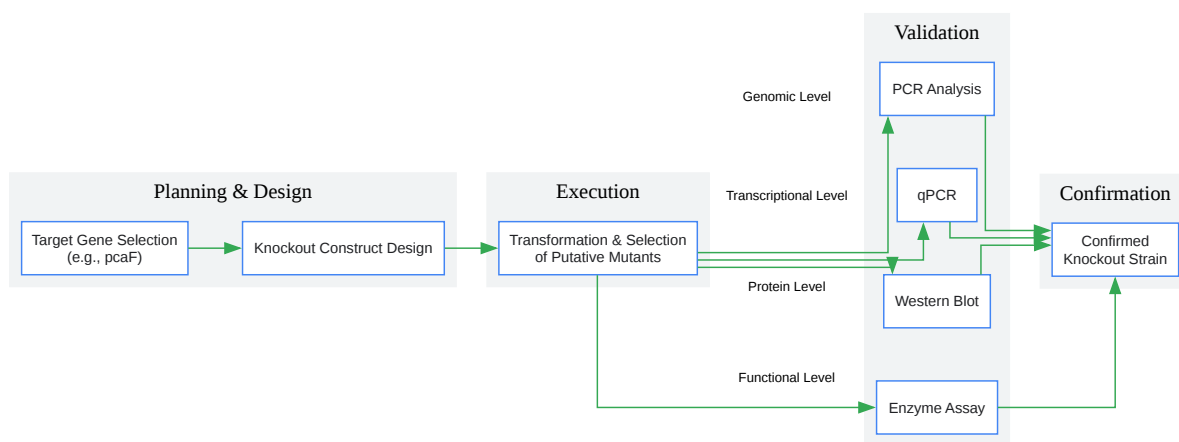 Planning & Design
Target Gene Selection
(e.g., pcaF)
Knockout Construct Design
Execution
Transformation & Selection
of Putative Mutants
Genomic Level
Transcriptional Level
Protein Level
Functional Level
Validation
PCR Analysis
qPCR
Western Blot
Enzyme Assay
Confirmation
Confirmed
Knockout Strain